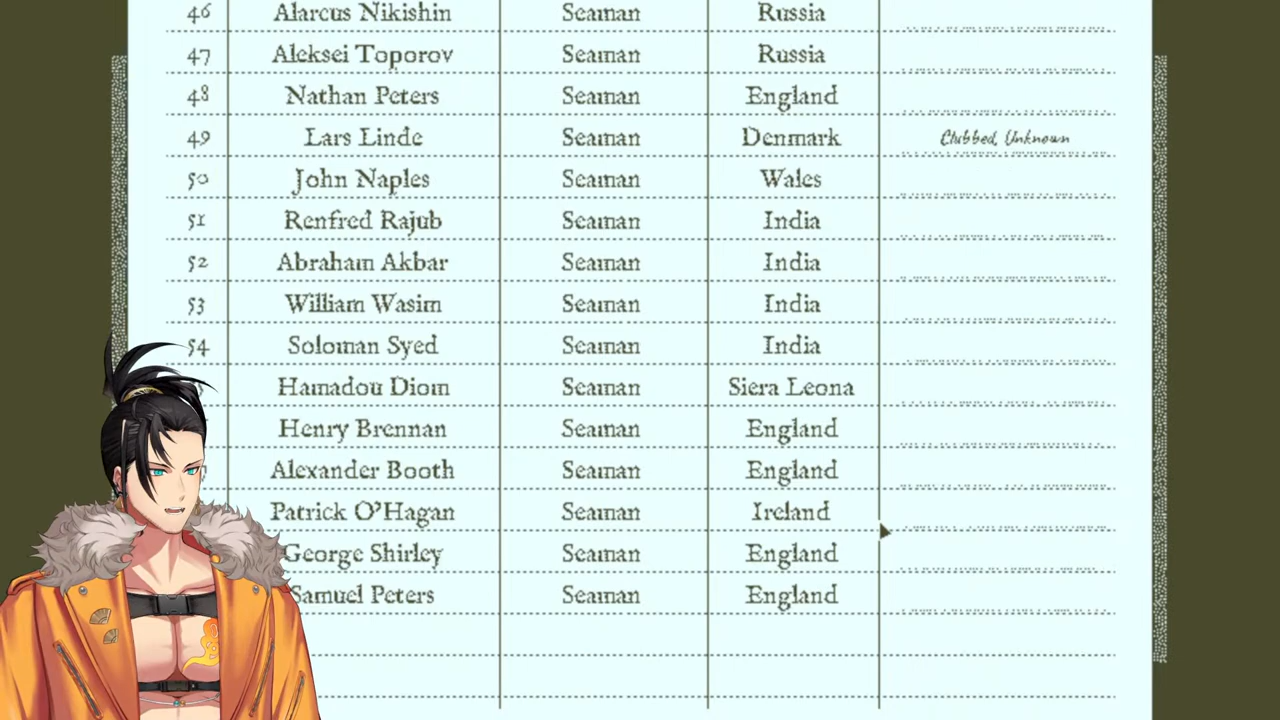 46 Alarcus Nikishin Seaman Russia
47 Aleksei Toporov Seaman Russia
48 Nathan Peters Seaman England
49 Lars Linde Seaman Denmark Clubbed, Unknown
50 John Naples Seaman Wales
51 Renfred Rajub Seaman India
52 Abraham Akbar Seaman India
53 William Wasim Seaman India
54 Soloman Syed Seaman India
Hamadou Diom Seaman Siera Leona
Henry Brennan Seaman England
Alexander Booth Seaman England
Patrick O'Hagan Seaman Ireland
George Shirley Seaman England
Samuel Peters Seaman England